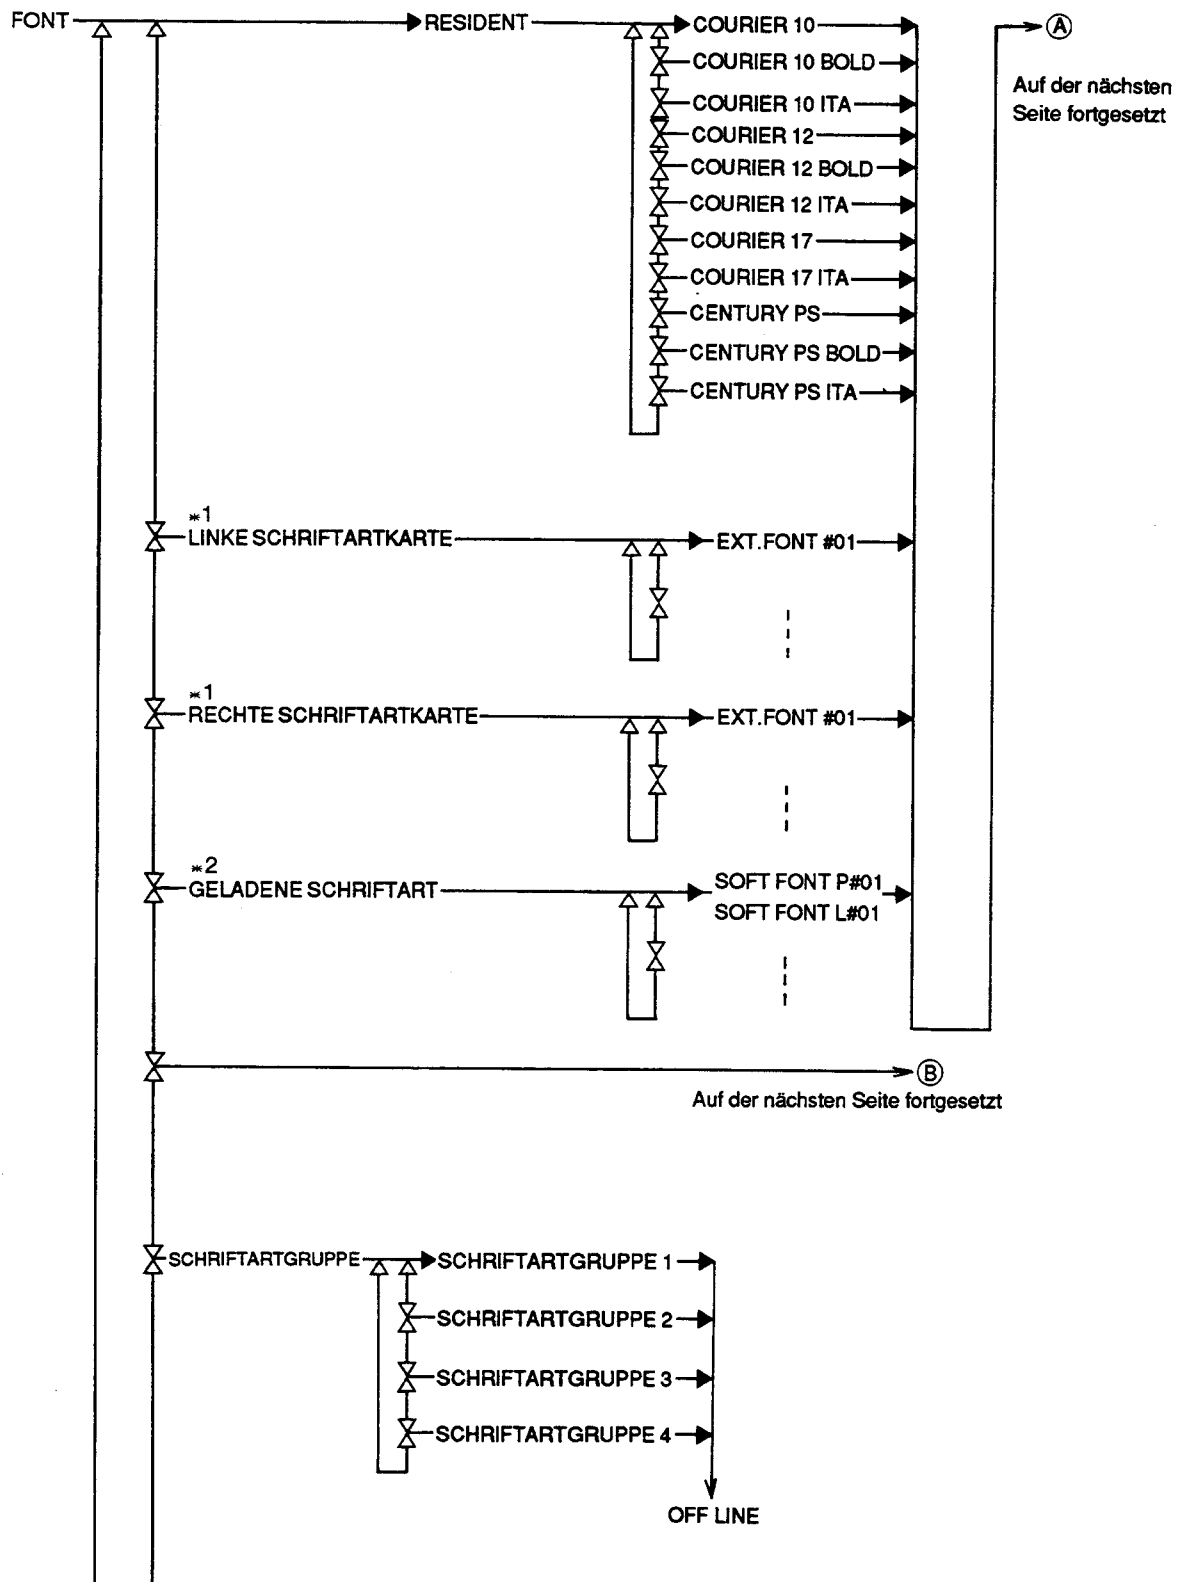 FONT RESIDENT COURIER 10 A
COURIER 10 BOLD
Auf der nächsten
Seite fortgesetzt
COURIER 10 ITA
COURIER 12
COURIER 12 BOLD
COURIER 12 ITA
COURIER 17
COURIER 17 ITA
CENTURY PS
CENTURY PS BOLD
CENTURY PS ITA
*1
LINKE SCHRIFTARTKARTE EXT.FONT #01
*1
RECHTE SCHRIFTARTKARTE EXT.FONT #01
*2
GELADENE SCHRIFTART SOFT FONT P#01
SOFT FONT L#01
B
Auf der nächsten Seite fortgesetzt
SCHRIFTARTGRUPPE SCHRIFTARTGRUPPE 1
SCHRIFTARTGRUPPE 2
SCHRIFTARTGRUPPE 3
SCHRIFTARTGRUPPE 4
OFF LINE